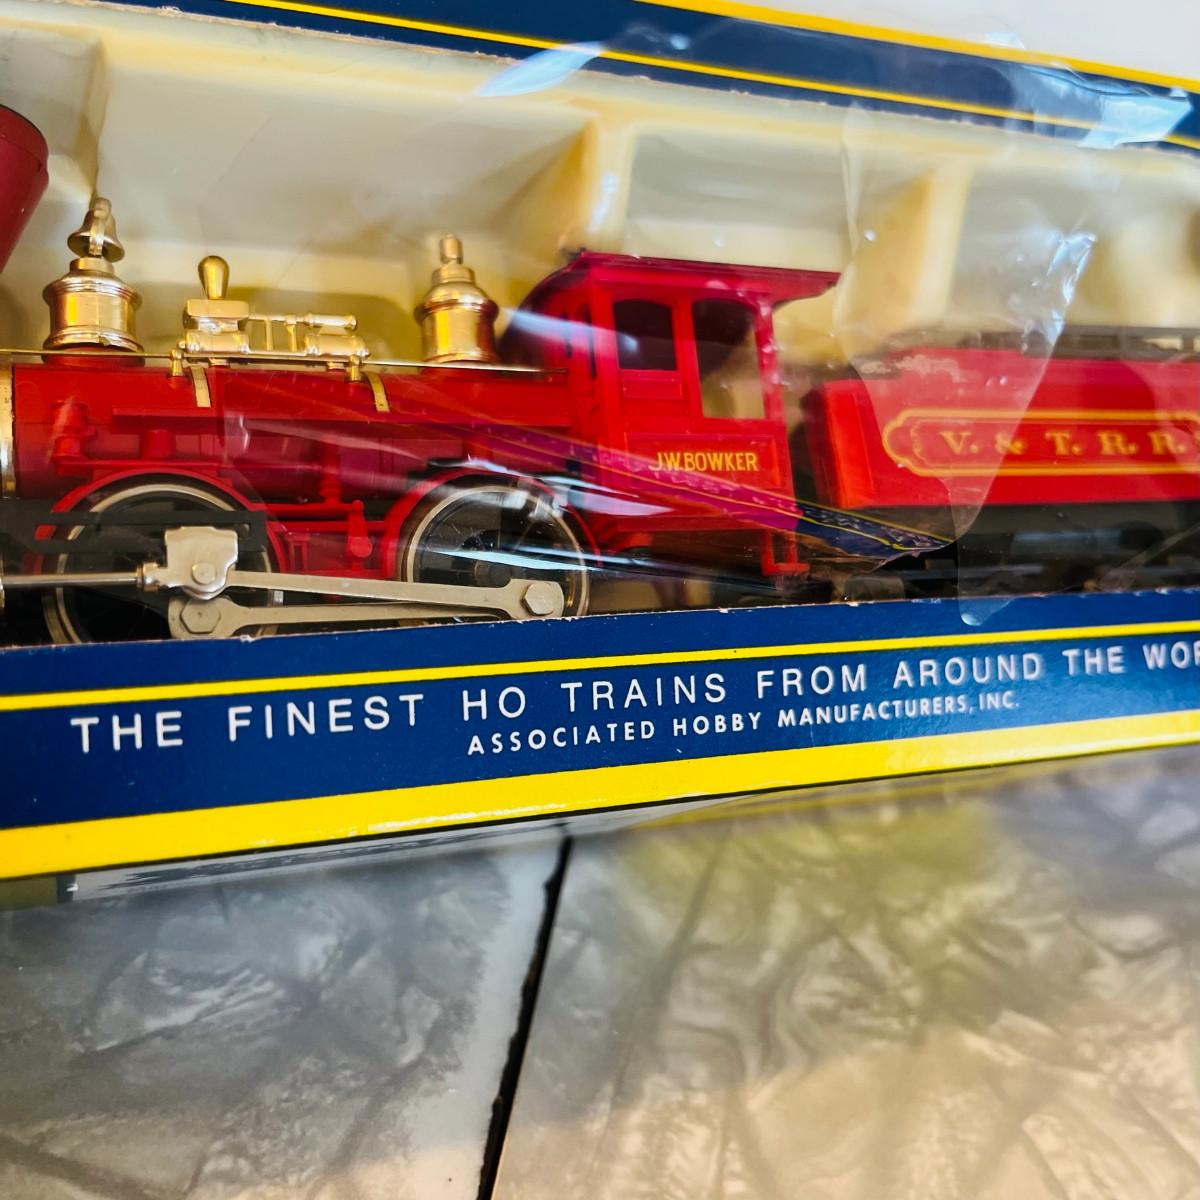 J.W.BOWKER
V. & T. R. R.
THE FINEST HO TRAINS FROM AROUND THE WOR
ASSOCIATED HOBBY MANUFACTURERS, INC.